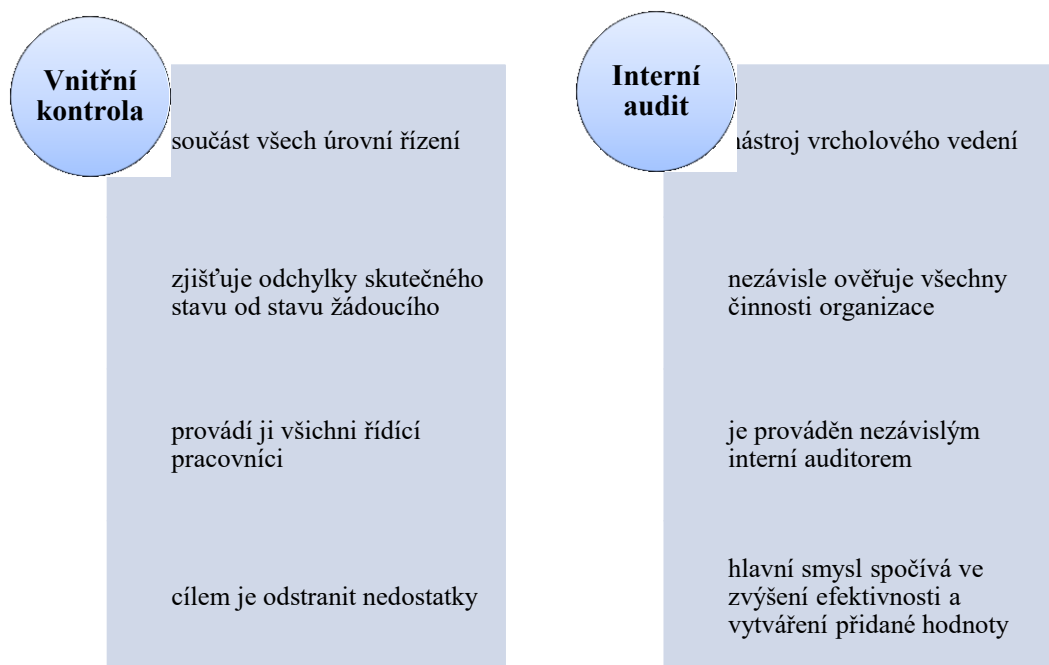 Vnitřní
kontrola
součást všech úrovní řízení
zjišťuje odchylky skutečného
stavu od stavu žádoucího
provádí ji všichni řídící
pracovníci
cílem je odstranit nedostatky
Interní
audit
nástroj vrcholového vedení
nezávisle ověřuje všechny
činnosti organizace
je prováděn nezávislým
interní auditorem
hlavní smysl spočívá ve
zvýšení efektivnosti a
vytváření přidané hodnoty